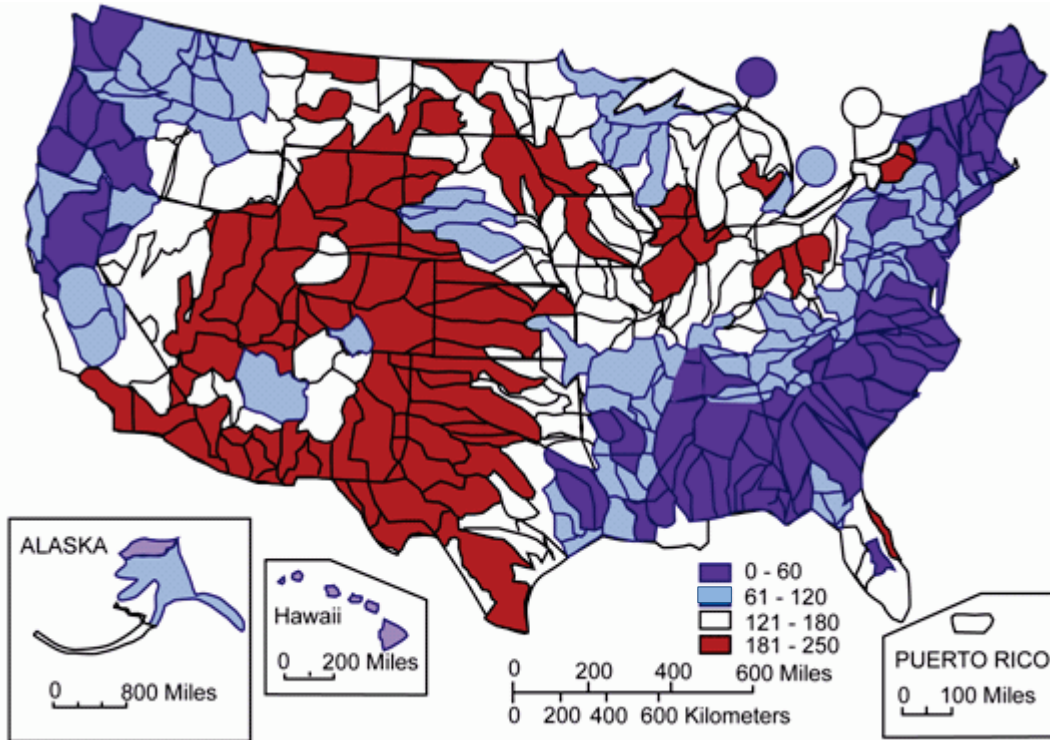 ALASKA
0 800 Miles
Hawaii
0 200 Miles
0 - 60
61 - 120
121 - 180
181 - 250
0 200 400 600 Miles
0 200 400 600 Kilometers
PUERTO RICO
0 100 Miles